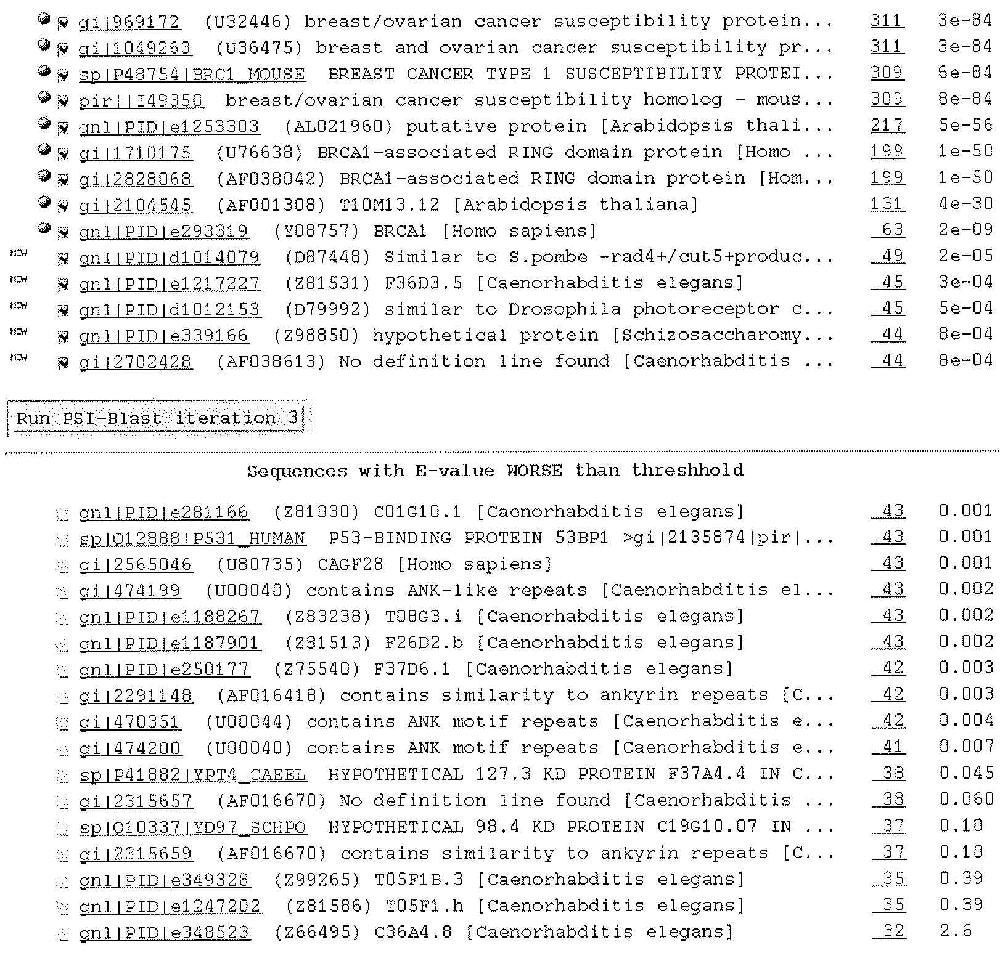 gi|969172 (U32446) breast/ovarian cancer susceptibility protein... 311 3e-84
gi|1049263 (U36475) breast and ovarian cancer susceptibility pr... 311 3e-84
sp|P48754|BRC1_MOUSE BREAST CANCER TYPE 1 SUSCEPTIBILITY PROTEI... 309 6e-84
pir||I49350 breast/ovarian cancer susceptibility homolog - mous... 309 8e-84
gnl|PID|e1253303 (AL021960) putative protein [Arabidopsis thali... 217 5e-56
gi|1710175 (U76638) BRCA1-associated RING domain protein [Homo ... 199 1e-50
gi|2828068 (AF038042) BRCA1-associated RING domain protein [Hom... 199 1e-50
gi|2104545 (AF001308) T10M13.12 [Arabidopsis thaliana] 131 4e-30
gnl|PID|e293319 (Y08757) BRCA1 [Homo sapiens] 63 2e-09
NEW gnl|PID|d1014079 (D87448) Similar to S.pombe -rad4+/cut5+produc... 49 2e-05
NEW gnl|PID|e1217227 (Z81531) F36D3.5 [Caenorhabditis elegans] 45 3e-04
NEW gnl|PID|d1012153 (D79992) similar to Drosophila photoreceptor c... 45 5e-04
NEW gnl|PID|e339166 (Z98850) hypothetical protein [Schizosaccharomy... 44 8e-04
NEW gi|2702428 (AF038613) No definition line found [Caenorhabditis ... 44 8e-04
Run PSI-Blast iteration 3
Sequences with E-value WORSE than threshhold
gnl|PID|e281166 (Z81030) C01G10.1 [Caenorhabditis elegans] 43 0.001
sp|Q12888|P531_HUMAN P53-BINDING PROTEIN 53BP1 >gi|2135874|pir|... 43 0.001
gi|2565046 (U80735) CAGF28 [Homo sapiens] 43 0.001
gi|474199 (U00040) contains ANK-like repeats [Caenorhabditis el... 43 0.002
gnl|PID|e1188267 (Z83238) T08G3.i [Caenorhabditis elegans] 43 0.002
gnl|PID|e1187901 (Z81513) F26D2.b [Caenorhabditis elegans] 43 0.002
gnl|PID|e250177 (Z75540) F37D6.1 [Caenorhabditis elegans] 42 0.003
gi|2291148 (AF016418) contains similarity to ankyrin repeats [C... 42 0.003
gi|470351 (U00044) contains ANK motif repeats [Caenorhabditis e... 42 0.004
gi|474200 (U00040) contains ANK motif repeats [Caenorhabditis e... 41 0.007
sp|P41882|YPT4_CAEEL HYPOTHETICAL 127.3 KD PROTEIN F37A4.4 IN C... 38 0.045
gi|2315657 (AF016670) No definition line found [Caenorhabditis ... 38 0.060
sp|Q10337|YD97_SCHPO HYPOTHETICAL 98.4 KD PROTEIN C19G10.07 IN ... 37 0.10
gi|2315659 (AF016670) contains similarity to ankyrin repeats [C... 37 0.10
gnl|PID|e349328 (Z99265) T05F1B.3 [Caenorhabditis elegans] 35 0.39
gnl|PID|e1247202 (Z81586) T05F1.h [Caenorhabditis elegans] 35 0.39
gnl|PID|e348523 (Z66495) C36A4.8 [Caenorhabditis elegans] 32 2.6